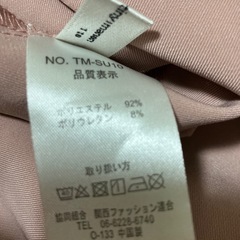 NO. TM-SU10
品質表示
ポリエステル 92%
ポリウレタン 8%
取り扱い方
協同組合 関西ファッション連合
TEL 06-6228-6740
O-133 中国製